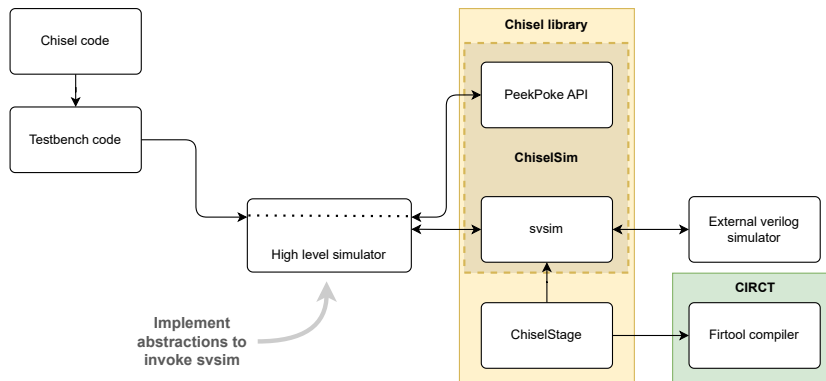 Chisel code
Testbench code
High level simulator
Implement
abstractions to
invoke svsim
Chisel library
PeekPoke API
ChiselSim
svsim
ChiselStage
External verilog
simulator
CIRCT
Firtool compiler